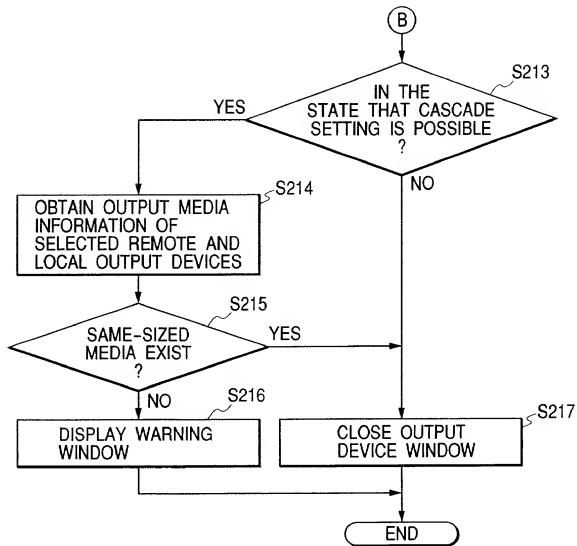 B
S213
IN THE
STATE THAT CASCADE
SETTING IS POSSIBLE
?
YES
NO
S214
OBTAIN OUTPUT MEDIA
INFORMATION OF
SELECTED REMOTE AND
LOCAL OUTPUT DEVICES
S215
SAME-SIZED
MEDIA EXIST
?
YES
NO
S216
DISPLAY WARNING
WINDOW
S217
CLOSE OUTPUT
DEVICE WINDOW
END